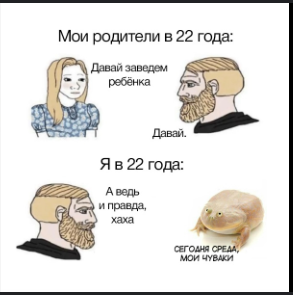 Мои родители в 22 года:
Давай заведем
ребёнка
Давай.
Я в 22 года:
А ведь
и правда,
хаха
СЕГОДНЯ СРЕДА,
МОИ ЧУВАКИ